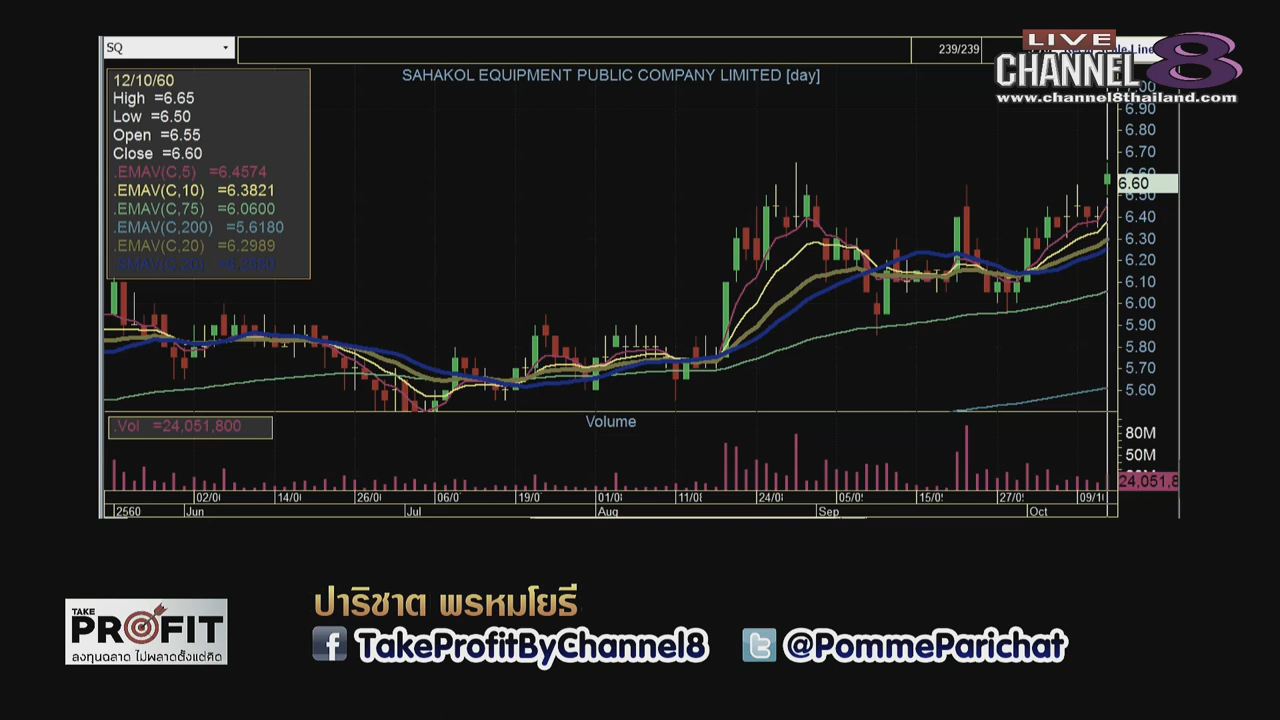 SQ
239/239
LIVE
CHANNEL 8
www.channel8thailand.com
SAHAKOL EQUIPMENT PUBLIC COMPANY LIMITED [day]
12/10/60
High =6.65
Low =6.50
Open =6.55
Close =6.60
.EMAV(C,5) =6.4574
.EMAV(C,10) =6.3821
.EMAV(C,75) =6.0600
.EMAV(C,200) =5.6180
.EMAV(C,20) =6.2989
6.90
6.80
6.70
6.60
6.50
6.40
6.30
6.20
6.10
6.00
5.90
5.80
5.70
5.60
.Vol =24,051,800
Volume
80M
50M
24,051,8
02/0 14/0 26/0 06/0 19/0 01/0 11/0 24/0 05/0 15/0 27/0 09/1
2560 Jun Jul Aug Sep Oct
TAKE
PROFIT
ลงทุนฉลาด ไม่พลาดตั้งแต่คิด
ปาริชาต พรหมโยธี
TakeProfitByChannel8 @PommeParichat